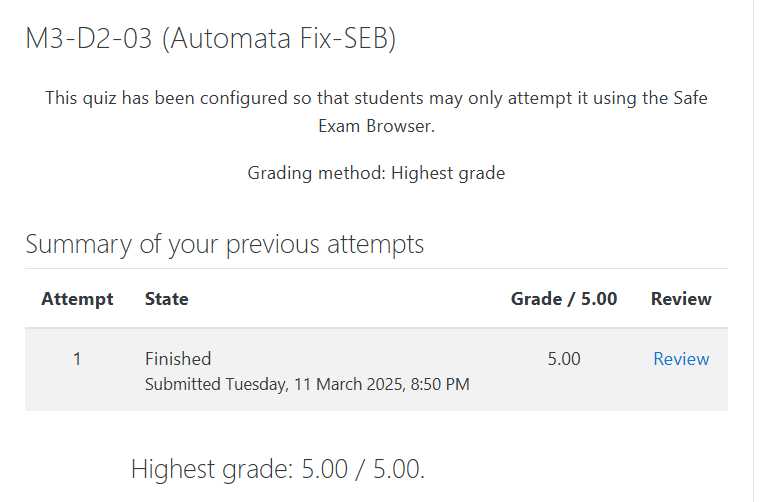 M3-D2-03 (Automata Fix-SEB)
This quiz has been configured so that students may only attempt it using the Safe
Exam Browser.
Grading method: Highest grade
Summary of your previous attempts
Attempt State Grade / 5.00 Review
1 Finished 5.00 Review
Submitted Tuesday, 11 March 2025, 8:50 PM
Highest grade: 5.00 / 5.00.